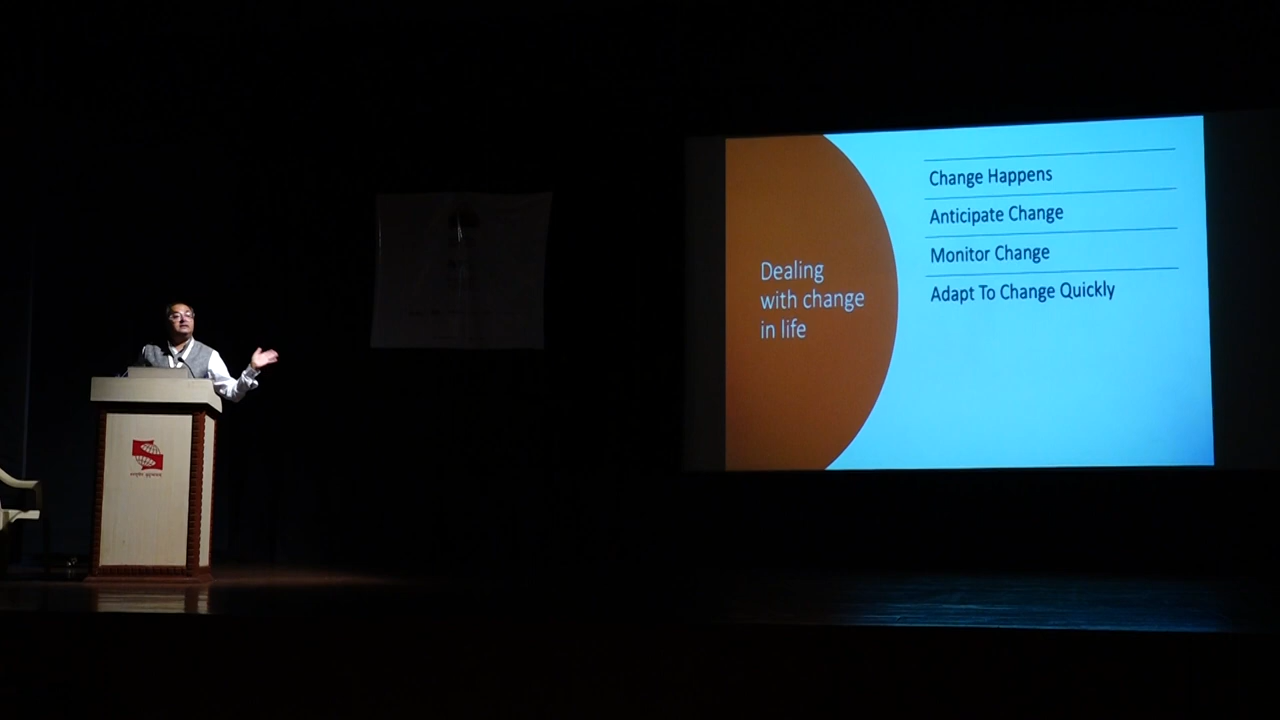 Dealing
with change
in life
Change Happens
Anticipate Change
Monitor Change
Adapt To Change Quickly